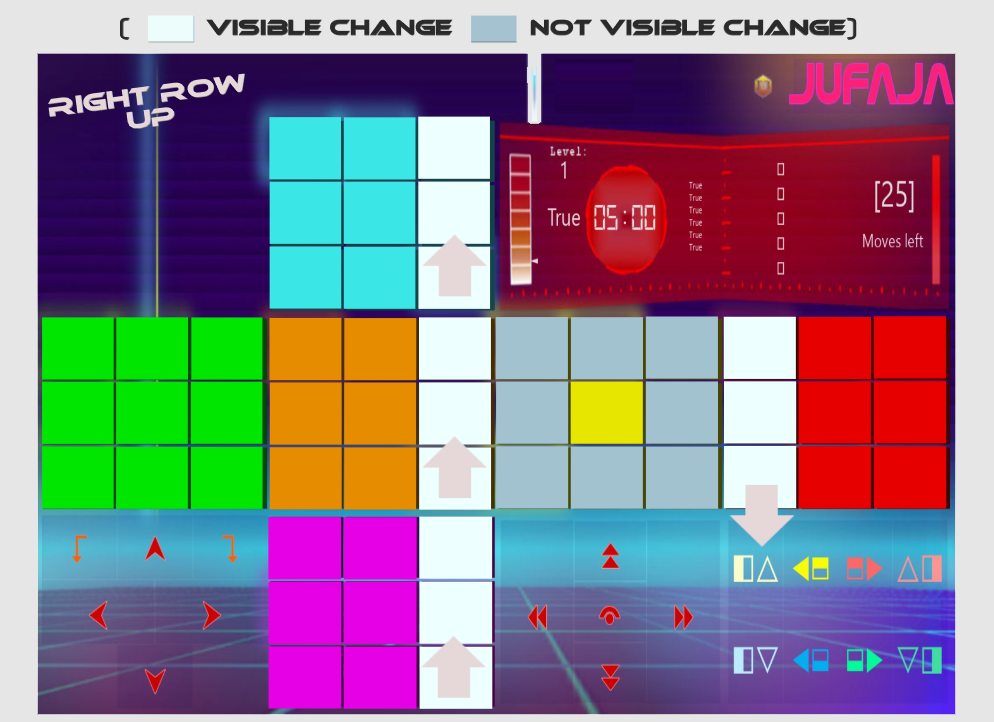 ( VISIBLE CHANGE NOT VISIBLE CHANGE)
RIGHT ROW
UP
JUFAJA
Level:
1
True
05:00
True
True
True
True
True
True
[25]
Moves left